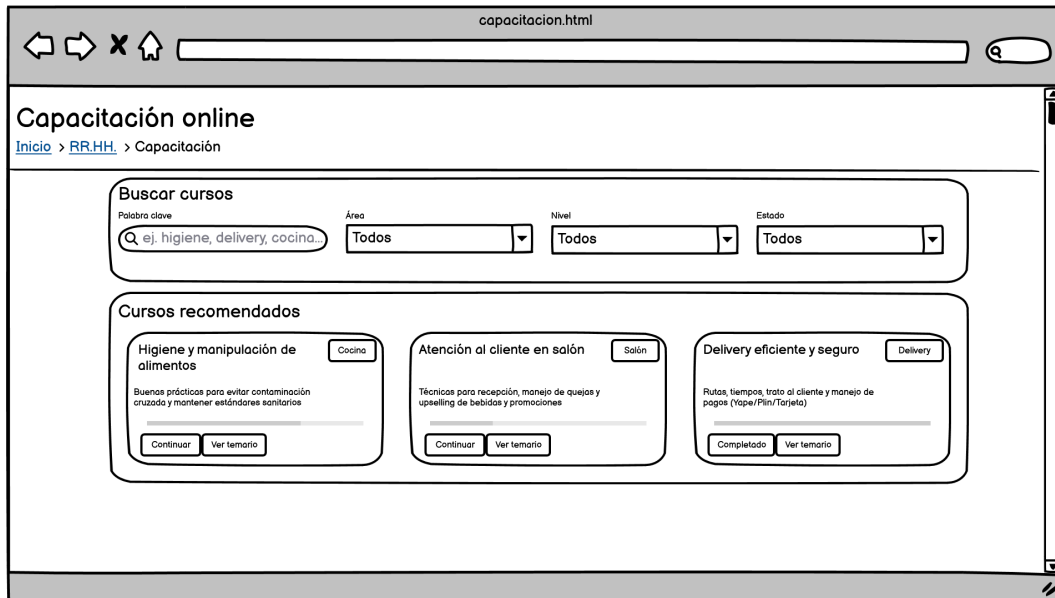 capacitacion.html
Capacitación online
Inicio > RR.HH. > Capacitación
Buscar cursos
Palabra clave
Área
Nivel
Estado
ej. higiene, delivery, cocina...
Todos
Todos
Todos
Cursos recomendados
Higiene y manipulación de
alimentos
Cocina
Buenas prácticas para evitar contaminación
cruzada y mantener estándares sanitarios
Continuar
Ver temario
Atención al cliente en salón
Salón
Técnicas para recepción, manejo de quejas y
upselling de bebidas y promociones
Continuar
Ver temario
Delivery eficiente y seguro
Delivery
Rutas, tiempos, trato al cliente y manejo de
pagos (Yape/Plin/Tarjeta)
Completado
Ver temario